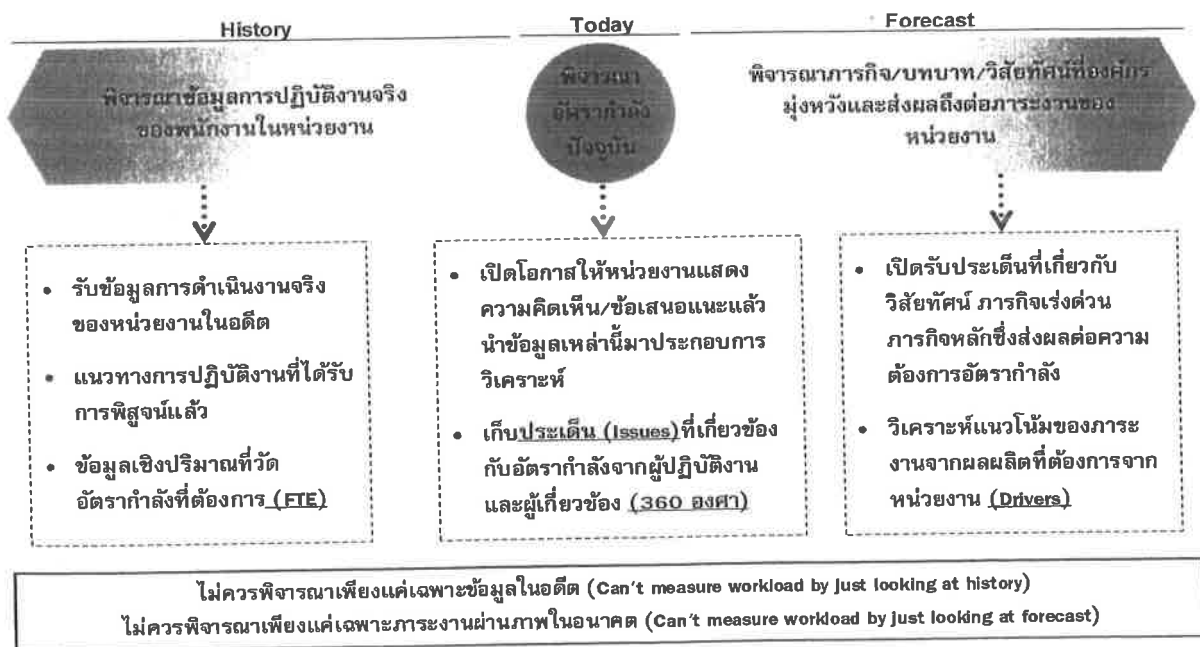 History
Today
Forecast
พิจารณาข้อมูลการปฏิบัติงานจริง
ของพนักงานในหน่วยงาน
พิจารณา
อัตรากำลัง
ปัจจุบัน
พิจารณาภารกิจ/บทบาท/วิสัยทัศน์ที่องค์กร
มุ่งหวังและส่งผลถึงต่อภาระงานของ
หน่วยงาน
• รับข้อมูลการดำเนินงานจริง
ของหน่วยงานในอดีต
• แนวทางการปฏิบัติงานที่ได้รับ
การพิสูจน์แล้ว
• ข้อมูลเชิงปริมาณที่วัด
อัตรากำลังที่ต้องการ (FTE)
• เปิดโอกาสให้หน่วยงานแสดง
ความคิดเห็น/ข้อเสนอแนะแล้ว
นำข้อมูลเหล่านี้มาประกอบการ
วิเคราะห์
• เก็บประเด็น (Issues) ที่เกี่ยวข้อง
กับอัตรากำลังจากผู้ปฏิบัติงาน
และผู้เกี่ยวข้อง (360 องศา)
• เปิดรับประเด็นที่เกี่ยวกับ
วิสัยทัศน์ ภารกิจเร่งด่วน
ภารกิจหลักซึ่งส่งผลต่อความ
ต้องการอัตรากำลัง
• วิเคราะห์แนวโน้มของภาระ
งานจากผลผลิตที่ต้องการจาก
หน่วยงาน (Drivers)
ไม่ควรพิจารณาเพียงแค่เฉพาะข้อมูลในอดีต (Can't measure workload by just looking at history)
ไม่ควรพิจารณาเพียงแค่เฉพาะภาระงานผ่านภาพในอนาคต (Can't measure workload by just looking at forecast)